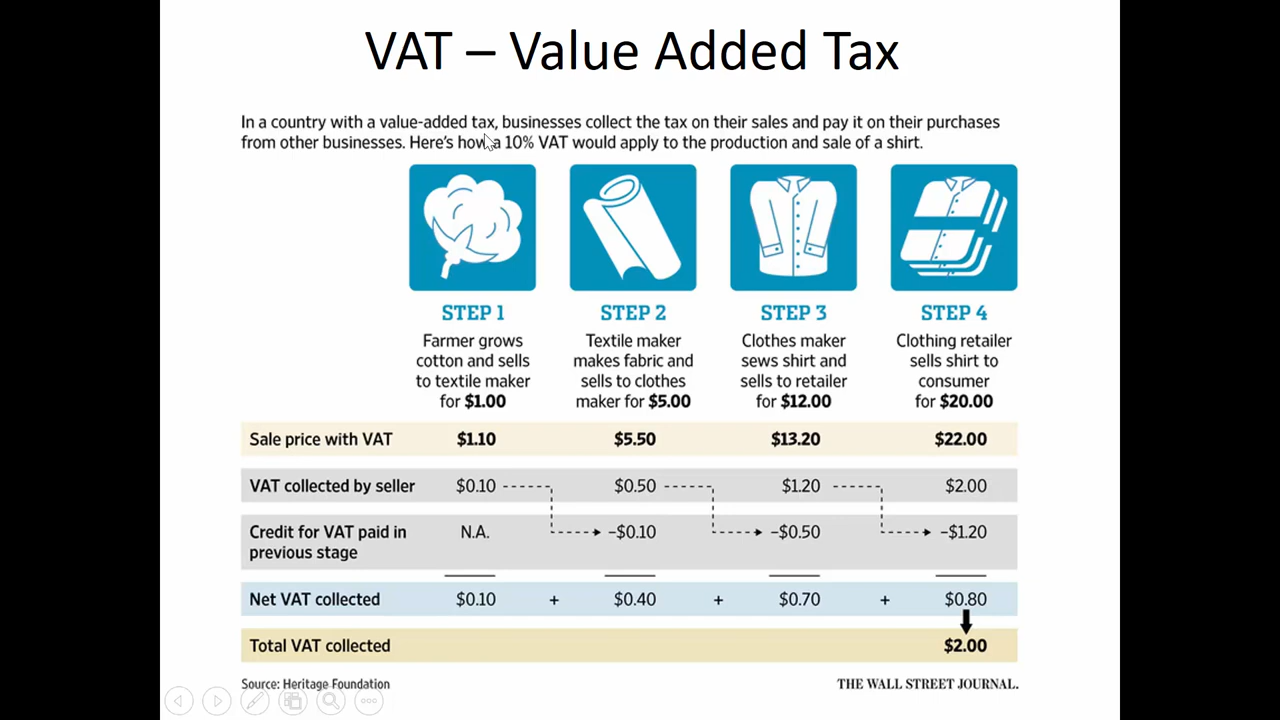 VAT – Value Added Tax
In a country with a value-added tax, businesses collect the tax on their sales and pay it on their purchases
from other businesses. Here's how a 10% VAT would apply to the production and sale of a shirt.
STEP 1
Farmer grows
cotton and sells
to textile maker
for $1.00
STEP 2
Textile maker
makes fabric and
sells to clothes
maker for $5.00
STEP 3
Clothes maker
sews shirt and
sells to retailer
for $12.00
STEP 4
Clothing retailer
sells shirt to
consumer
for $20.00
Sale price with VAT $1.10 $5.50 $13.20 $22.00
VAT collected by seller $0.10 $0.50 $1.20 $2.00
Credit for VAT paid in
previous stage N.A. –$0.10 –$0.50 –$1.20
Net VAT collected $0.10 + $0.40 + $0.70 + $0.80
Total VAT collected $2.00
Source: Heritage Foundation THE WALL STREET JOURNAL.